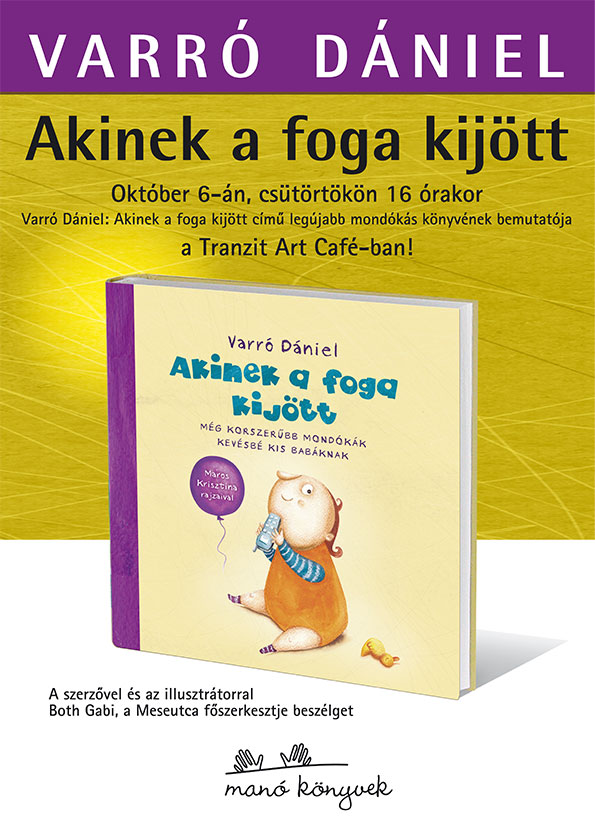 VARRÓ DÁNIEL
Akinek a foga kijött
Október 6-án, csütörtökön 16 órakor
Varró Dániel: Akinek a foga kijött című legújabb mondókás könyvének bemutatója
a Tranzit Art Café-ban!
Varró Dániel
Akinek a foga
kijött
MÉG KORSZERŰBB MONDÓKÁK
KEVÉSBÉ KIS BABÁKNAK
Maros
Krisztina
rajzaival
A szerzővel és az illusztrátorral
Both Gabi, a Meseutca főszerkesztje beszélget
manó könyvek